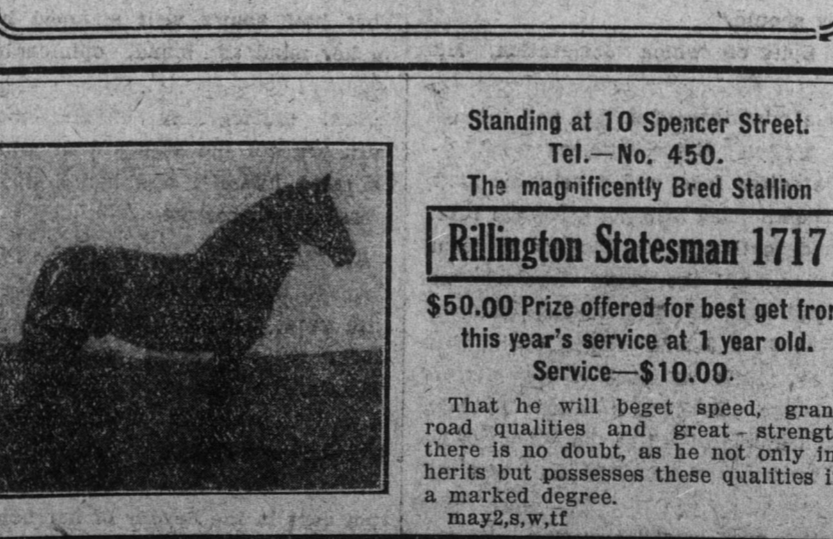 Standing at 10 Spencer Street.
Tel.—No. 450.
The magnificently Bred Stallion
Rillington Statesman 1717
$50.00 Prize offered for best get fro
this year's service at 1 year old.
Service—$10.00.
That he will beget speed, gran
road qualities and great strengt
there is no doubt, as he not only in
herits but possesses these qualities i
a marked degree.
may2,s,w,tf